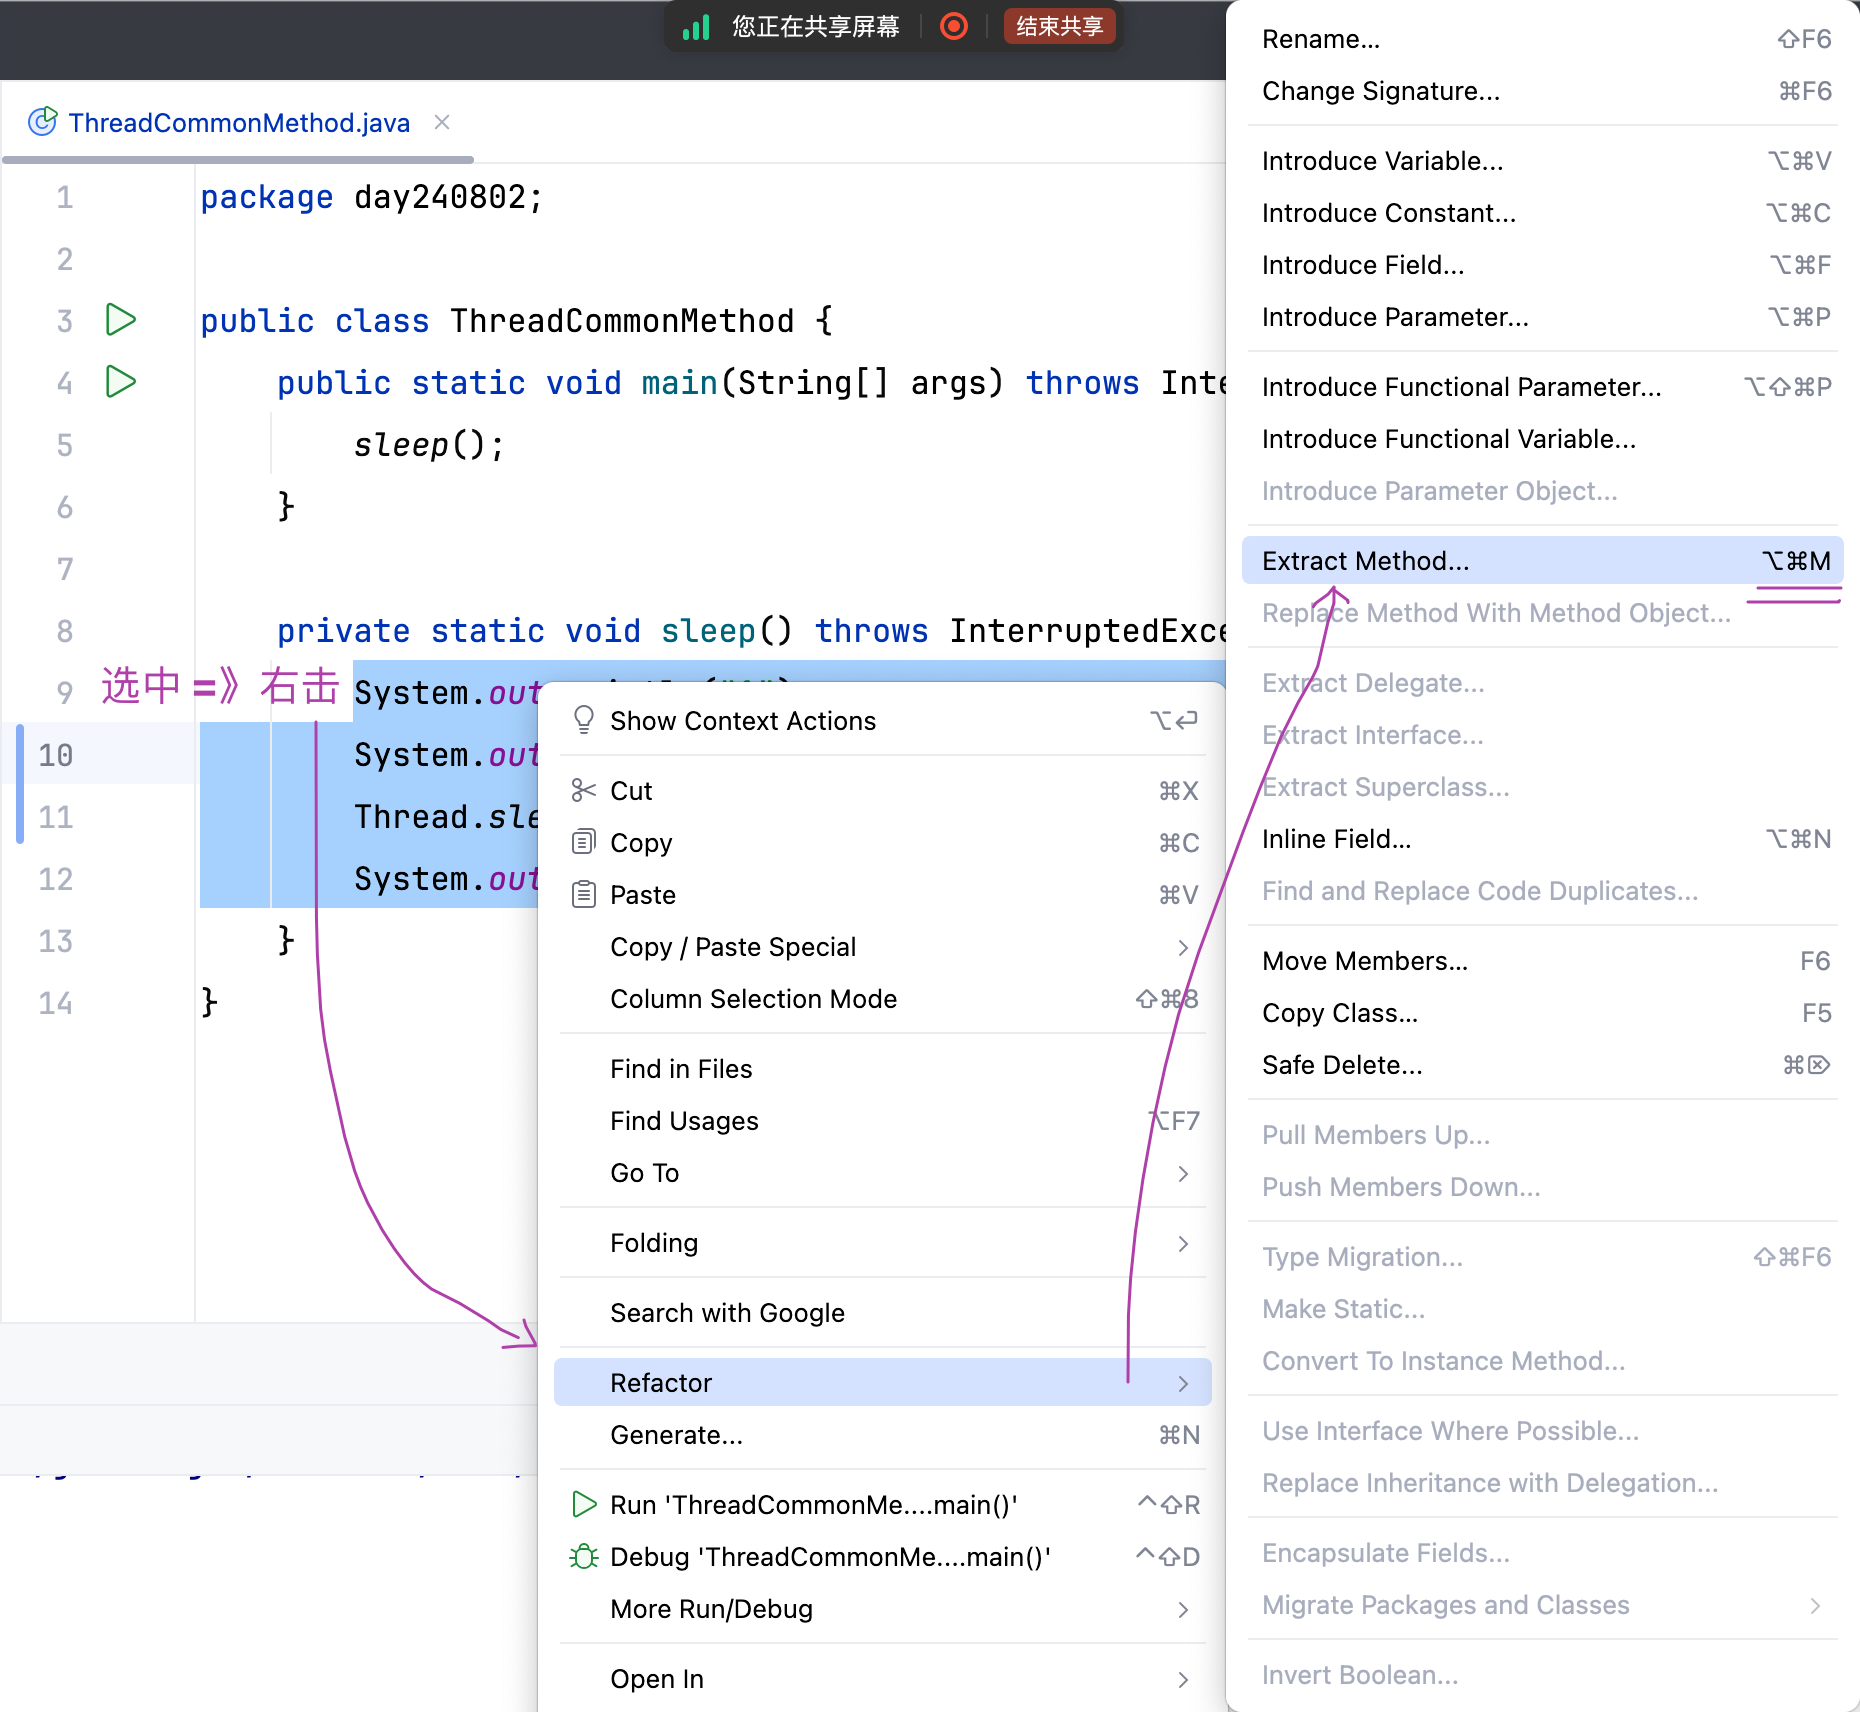 您正在共享屏幕
结束共享
ThreadCommonMethod.java
1 package day240802;
2
3 public class ThreadCommonMethod {
4 public static void main(String[] args) throws Inte
5 sleep();
6 }
7
8 private static void sleep() throws InterruptedExce
选中 =》右击
9 System.out
10 System.out
11 Thread.sle
12 System.out
13 }
14 }
Show Context Actions ⌥↩
Cut ⌘X
Copy ⌘C
Paste ⌘V
Copy / Paste Special
Column Selection Mode ⇧⌘8
Find in Files
Find Usages ⌥F7
Go To
Folding
Search with Google
Refactor
Generate... ⌘N
Run 'ThreadCommonMe....main()' ^⇧R
Debug 'ThreadCommonMe....main()' ^⇧D
More Run/Debug
Open In
Rename... ⇧F6
Change Signature... ⌘F6
Introduce Variable... ⌥⌘V
Introduce Constant... ⌥⌘C
Introduce Field... ⌥⌘F
Introduce Parameter... ⌥⌘P
Introduce Functional Parameter... ⌥⇧⌘P
Introduce Functional Variable...
Introduce Parameter Object...
Extract Method... ⌥⌘M
Replace Method With Method Object...
Extract Delegate...
Extract Interface...
Extract Superclass...
Inline Field... ⌥⌘N
Find and Replace Code Duplicates...
Move Members... F6
Copy Class... F5
Safe Delete... ⌘⌦
Pull Members Up...
Push Members Down...
Type Migration... ⇧⌘F6
Make Static...
Convert To Instance Method...
Use Interface Where Possible...
Replace Inheritance with Delegation...
Encapsulate Fields...
Migrate Packages and Classes
Invert Boolean...